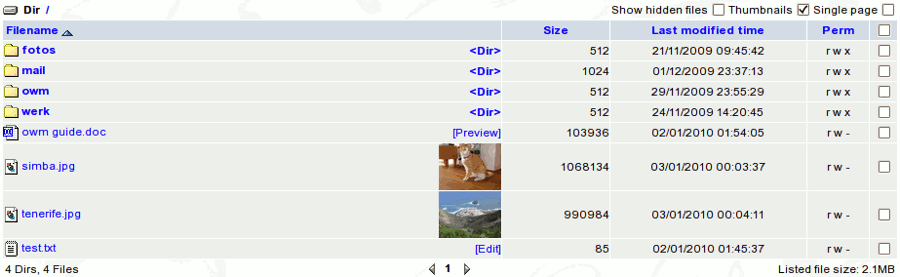 Dir / Show hidden files Thumbnails Single page
Filename Size Last modified time Perm
fotos <Dir> 512 21/11/2009 09:45:42 r w x
mail <Dir> 1024 01/12/2009 23:37:13 r w x
owm <Dir> 512 29/11/2009 23:55:29 r w x
werk <Dir> 512 24/11/2009 14:20:45 r w x
owm guide.doc [Preview] 103936 02/01/2010 01:54:05 r w -
simba.jpg 1068134 03/01/2010 00:03:37 r w -
tenerife.jpg 990984 03/01/2010 00:04:11 r w -
test.txt [Edit] 85 02/01/2010 01:45:37 r w -
4 Dirs, 4 Files 1 Listed file size: 2.1MB